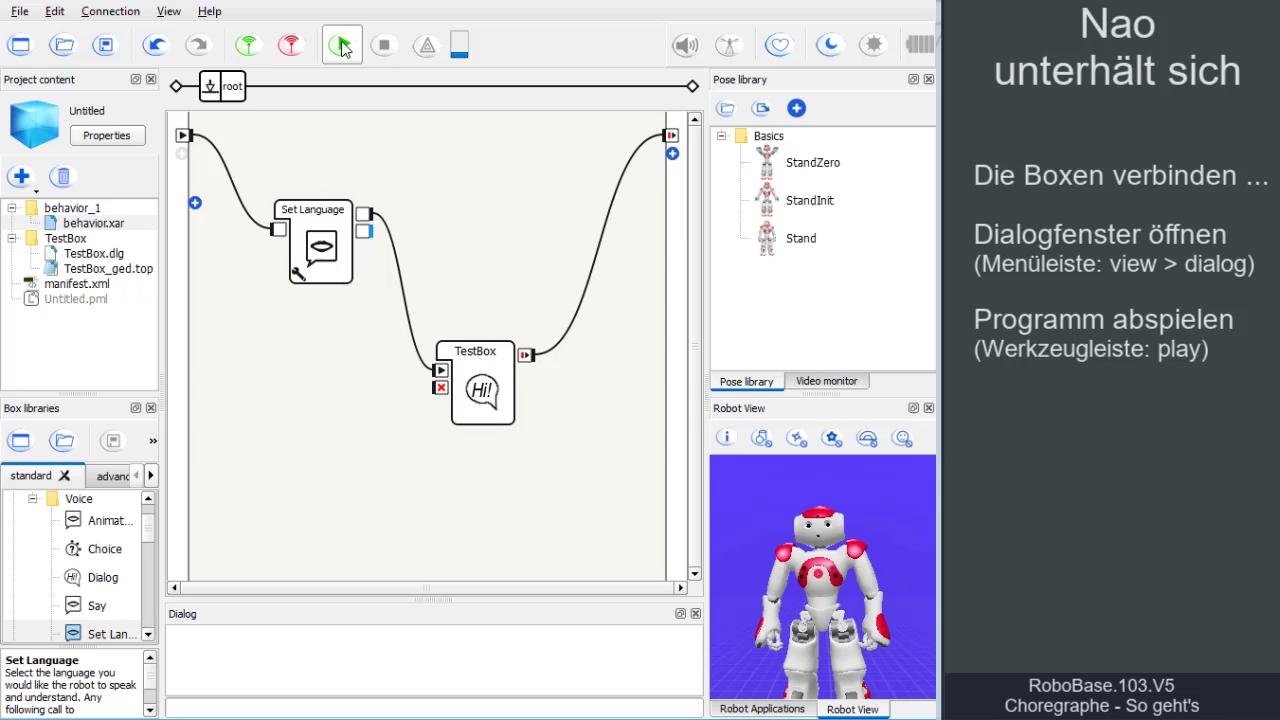 File Edit Connection View Help
Project content
Untitled
Properties
behavior_1
behavior.xar
TestBox
TestBox.dlg
TestBox_ged.top
manifest.xml
Untitled.pml
Box libraries
»
standard
advanc
Voice
Animat...
Choice
Dialog
Say
Set Lan...
Set Language
Select the language you
would like the robot to speak
and understand. Any
following call to
root
Set Language
TestBox
Hi!
Dialog
Pose library
Basics
StandZero
StandInit
Stand
Pose library
Video monitor
Robot View
Robot Applications
Robot View
Nao
unterhält sich
Die Boxen verbinden ...
Dialogfenster öffnen
(Menüleiste: view > dialog)
Programm abspielen
(Werkzeugleiste: play)
RoboBase.103.V5
Choregraphe - So geht's